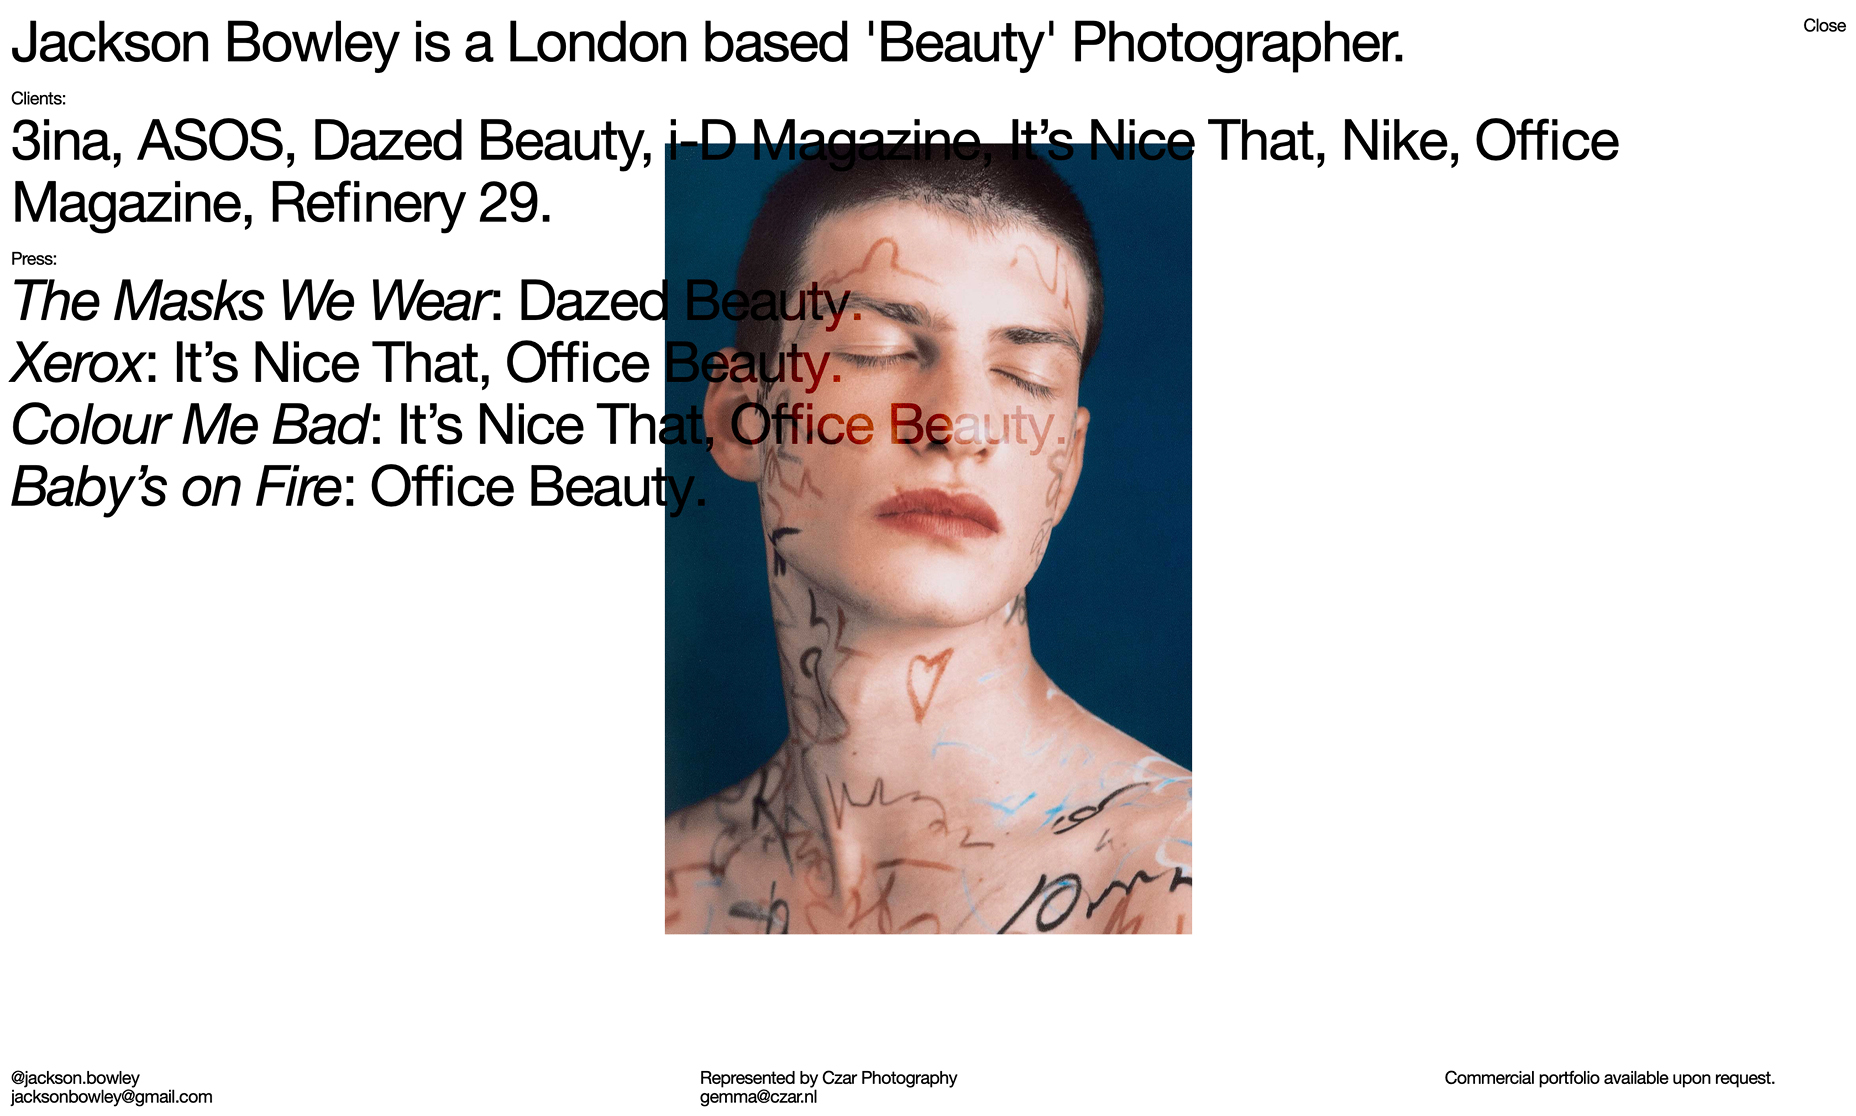 Jackson Bowley is a London based 'Beauty' Photographer.
Close
Clients:
3ina, ASOS, Dazed Beauty, i-D Magazine, It’s Nice That, Nike, Office
Magazine, Refinery 29.
Press:
The Masks We Wear: Dazed Beauty.
Xerox: It’s Nice That, Office Beauty.
Colour Me Bad: It’s Nice That, Office Beauty.
Baby’s on Fire: Office Beauty.
@jackson.bowley
jacksonbowley@gmail.com
Represented by Czar Photography
gemma@czar.nl
Commercial portfolio available upon request.